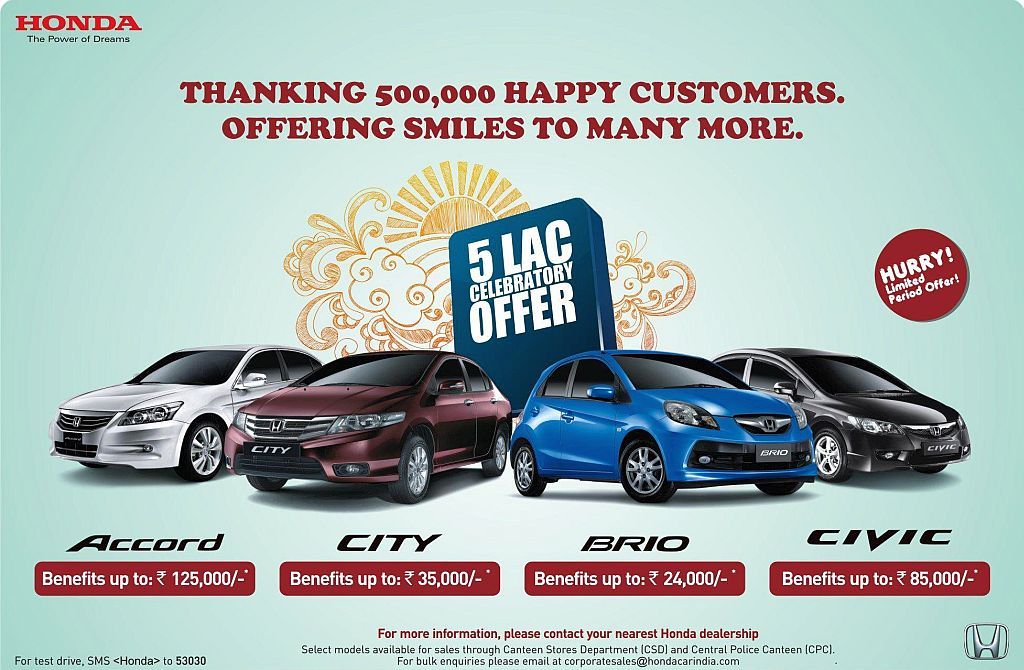 HONDA
The Power of Dreams
THANKING 500,000 HAPPY CUSTOMERS.
OFFERING SMILES TO MANY MORE.
5 LAC
CELEBRATORY
OFFER
HURRY!
Limited
Period Offer!
CITY
BRIO
CIVIC
Accord
CITY
BRIO
CIVIC
Benefits up to: ₹ 125,000/-*
Benefits up to: ₹ 35,000/-*
Benefits up to: ₹ 24,000/-*
Benefits up to: ₹ 85,000/-*
For more information, please contact your nearest Honda dealership
Select models available for sales through Canteen Stores Department (CSD) and Central Police Canteen (CPC).
For test drive, SMS <Honda> to 53030
For bulk enquiries please email at corporatesales@hondacarindia.com